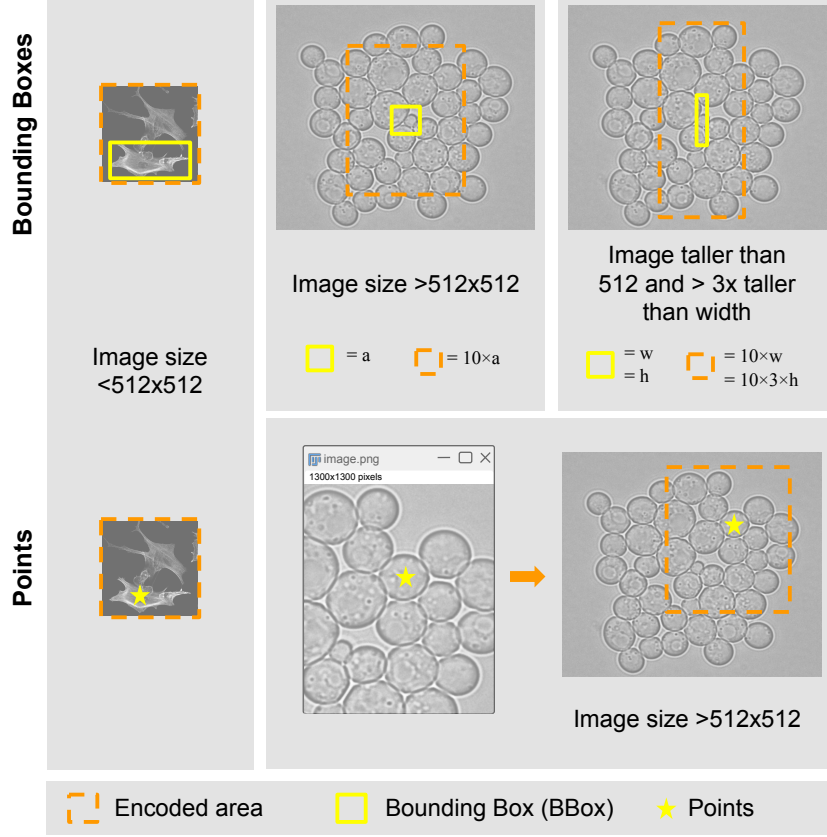 Bounding Boxes
Image size
<512x512
Image size >512x512
= a
= 10×a
Image taller than
512 and > 3x taller
than width
= w
= h
= 10×w
= 10×3×h
Points
image.png
1300x1300 pixels
Image size >512x512
Encoded area
Bounding Box (BBox)
Points